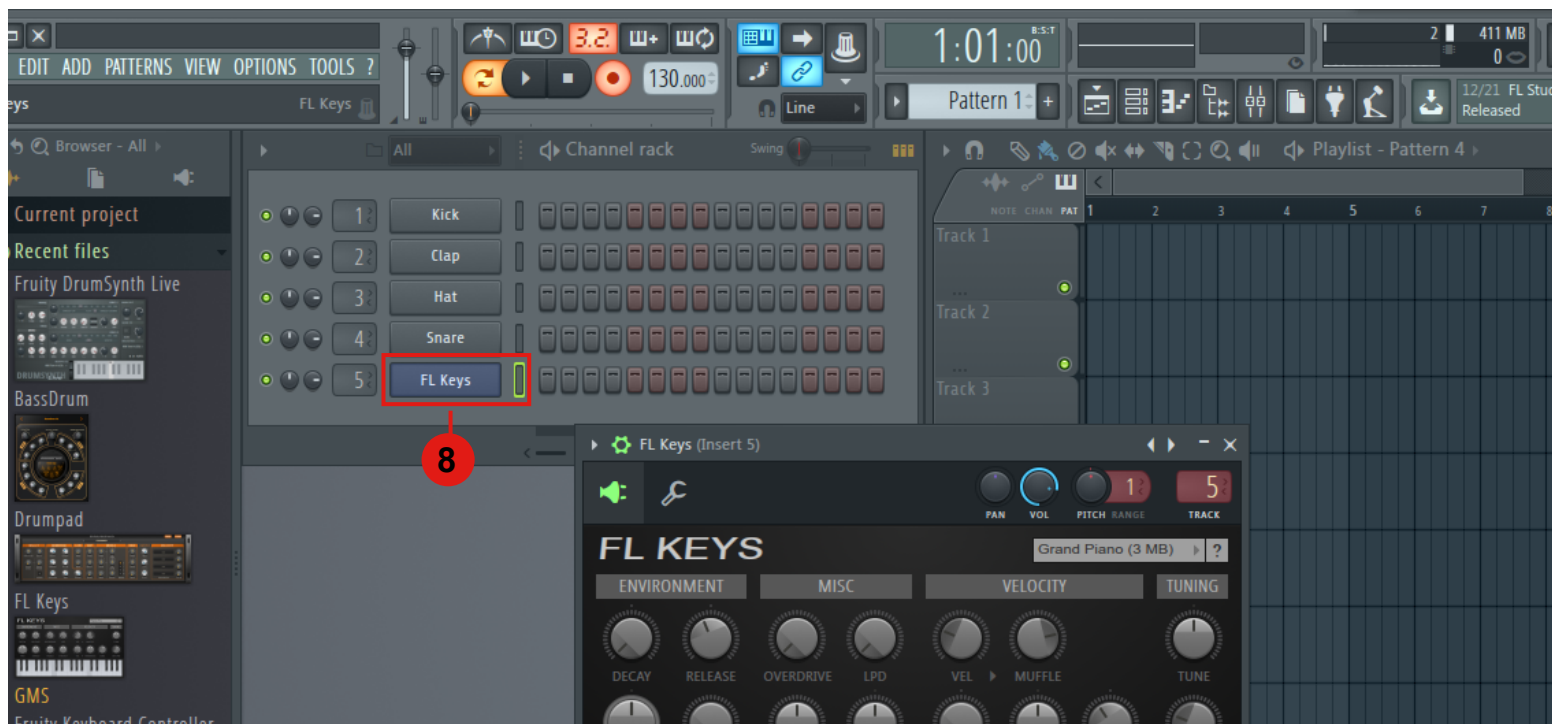 EDIT ADD PATTERNS VIEW OPTIONS TOOLS ?
FL Keys
3.2.
130.000
Line
1:01:00
B:S:T
Pattern 1
+
2
411 MB
0
12/21 FL
Released
Browser - All
Current project
Recent files
Fruity DrumSynth Live
BassDrum
Drumpad
FL Keys
FL KEYS
GMS
Fruity Keyboard Controller
All
Channel rack
Swing
1 Kick
2 Clap
3 Hat
4 Snare
5 FL Keys
8
Playlist - Pattern 4
NOTE CHAN PAT
1 2 3 4 5 6 7 8
Track 1
Track 2
Track 3
FL Keys (Insert 5)
1
5
PAN VOL PITCH RANGE TRACK
FL KEYS
Grand Piano (3 MB)
?
ENVIRONMENT MISC VELOCITY TUNING
DECAY RELEASE OVERDRIVE LPD VEL MUFFLE TUNE